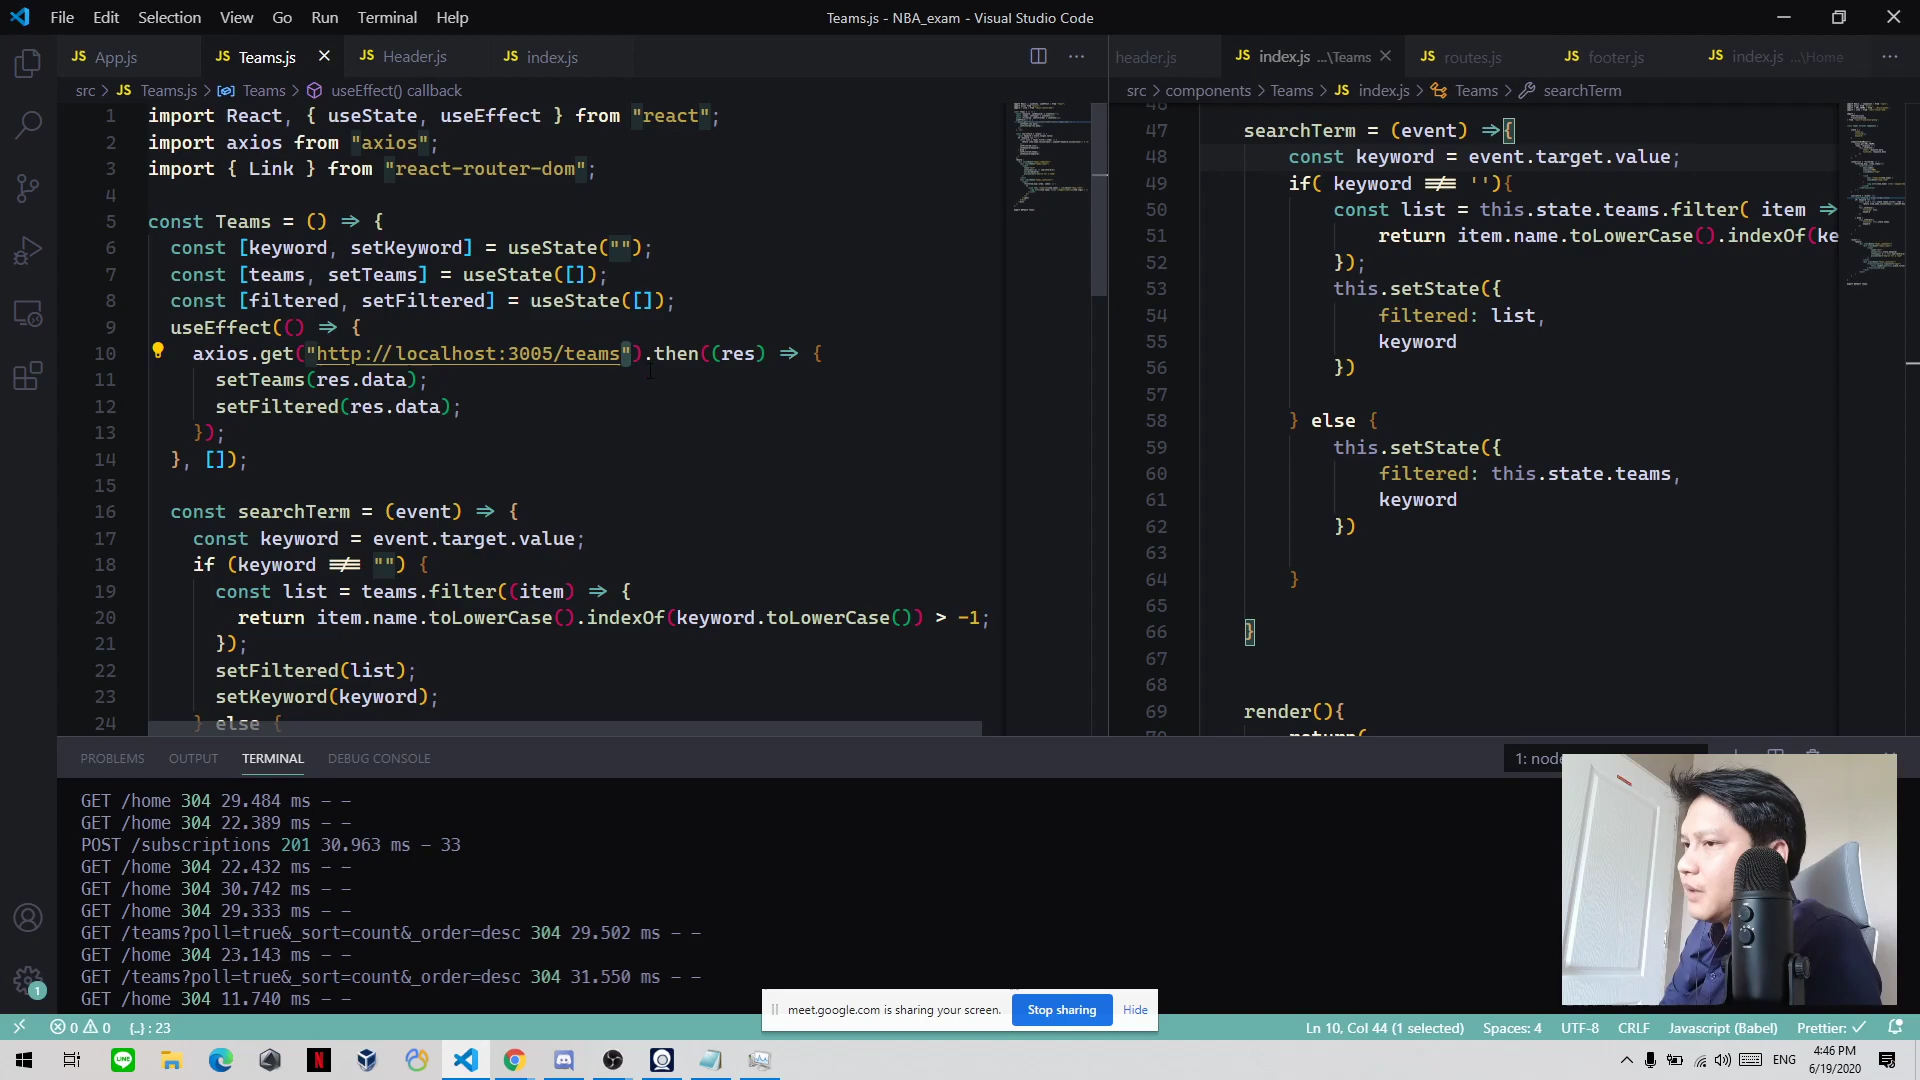 File Edit Selection View Go Run Terminal Help
Teams.js - NBA_exam - Visual Studio Code
JS App.js
JS Teams.js
JS Header.js
JS index.js
src > JS Teams.js > Teams > useEffect() callback
1 import React, { useState, useEffect } from "react";
2 import axios from "axios";
3 import { Link } from "react-router-dom";
4
5 const Teams = () => {
6 const [keyword, setKeyword] = useState("");
7 const [teams, setTeams] = useState([]);
8 const [filtered, setFiltered] = useState([]);
9 useEffect(() => {
10 axios.get("http://localhost:3005/teams").then((res) => {
11 setTeams(res.data);
12 setFiltered(res.data);
13 });
14 }, []);
15
16 const searchTerm = (event) => {
17 const keyword = event.target.value;
18 if (keyword !== "") {
19 const list = teams.filter((item) => {
20 return item.name.toLowerCase().indexOf(keyword.toLowerCase()) > -1;
21 });
22 setFiltered(list);
23 setKeyword(keyword);
24 } else {
header.js
JS index.js ...\Teams
JS routes.js
JS footer.js
JS index.js ...\Home
src > components > Teams > JS index.js > Teams > searchTerm
47 searchTerm = (event) =>{
48 const keyword = event.target.value;
49 if( keyword !== ''){
50 const list = this.state.teams.filter( item =>
51 return item.name.toLowerCase().indexOf(ke
52 });
53 this.setState({
54 filtered: list,
55 keyword
56 })
57
58 } else {
59 this.setState({
60 filtered: this.state.teams,
61 keyword
62 })
63
64 }
65
66 }
67
68
69 render(){
return(
PROBLEMS OUTPUT TERMINAL DEBUG CONSOLE
1: node
GET /home 304 29.484 ms - -
GET /home 304 22.389 ms - -
POST /subscriptions 201 30.963 ms - 33
GET /home 304 22.432 ms - -
GET /home 304 30.742 ms - -
GET /home 304 29.333 ms - -
GET /teams?poll=true&_sort=count&_order=desc 304 29.502 ms - -
GET /home 304 23.143 ms - -
GET /teams?poll=true&_sort=count&_order=desc 304 31.550 ms - -
GET /home 304 11.740 ms - -
meet.google.com is sharing your screen. Stop sharing Hide
1
0 0 {..} : 23
Ln 10, Col 44 (1 selected) Spaces: 4 UTF-8 CRLF Javascript (Babel) Prettier: ✓
LINE
N
ENG
4:46 PM
6/19/2020